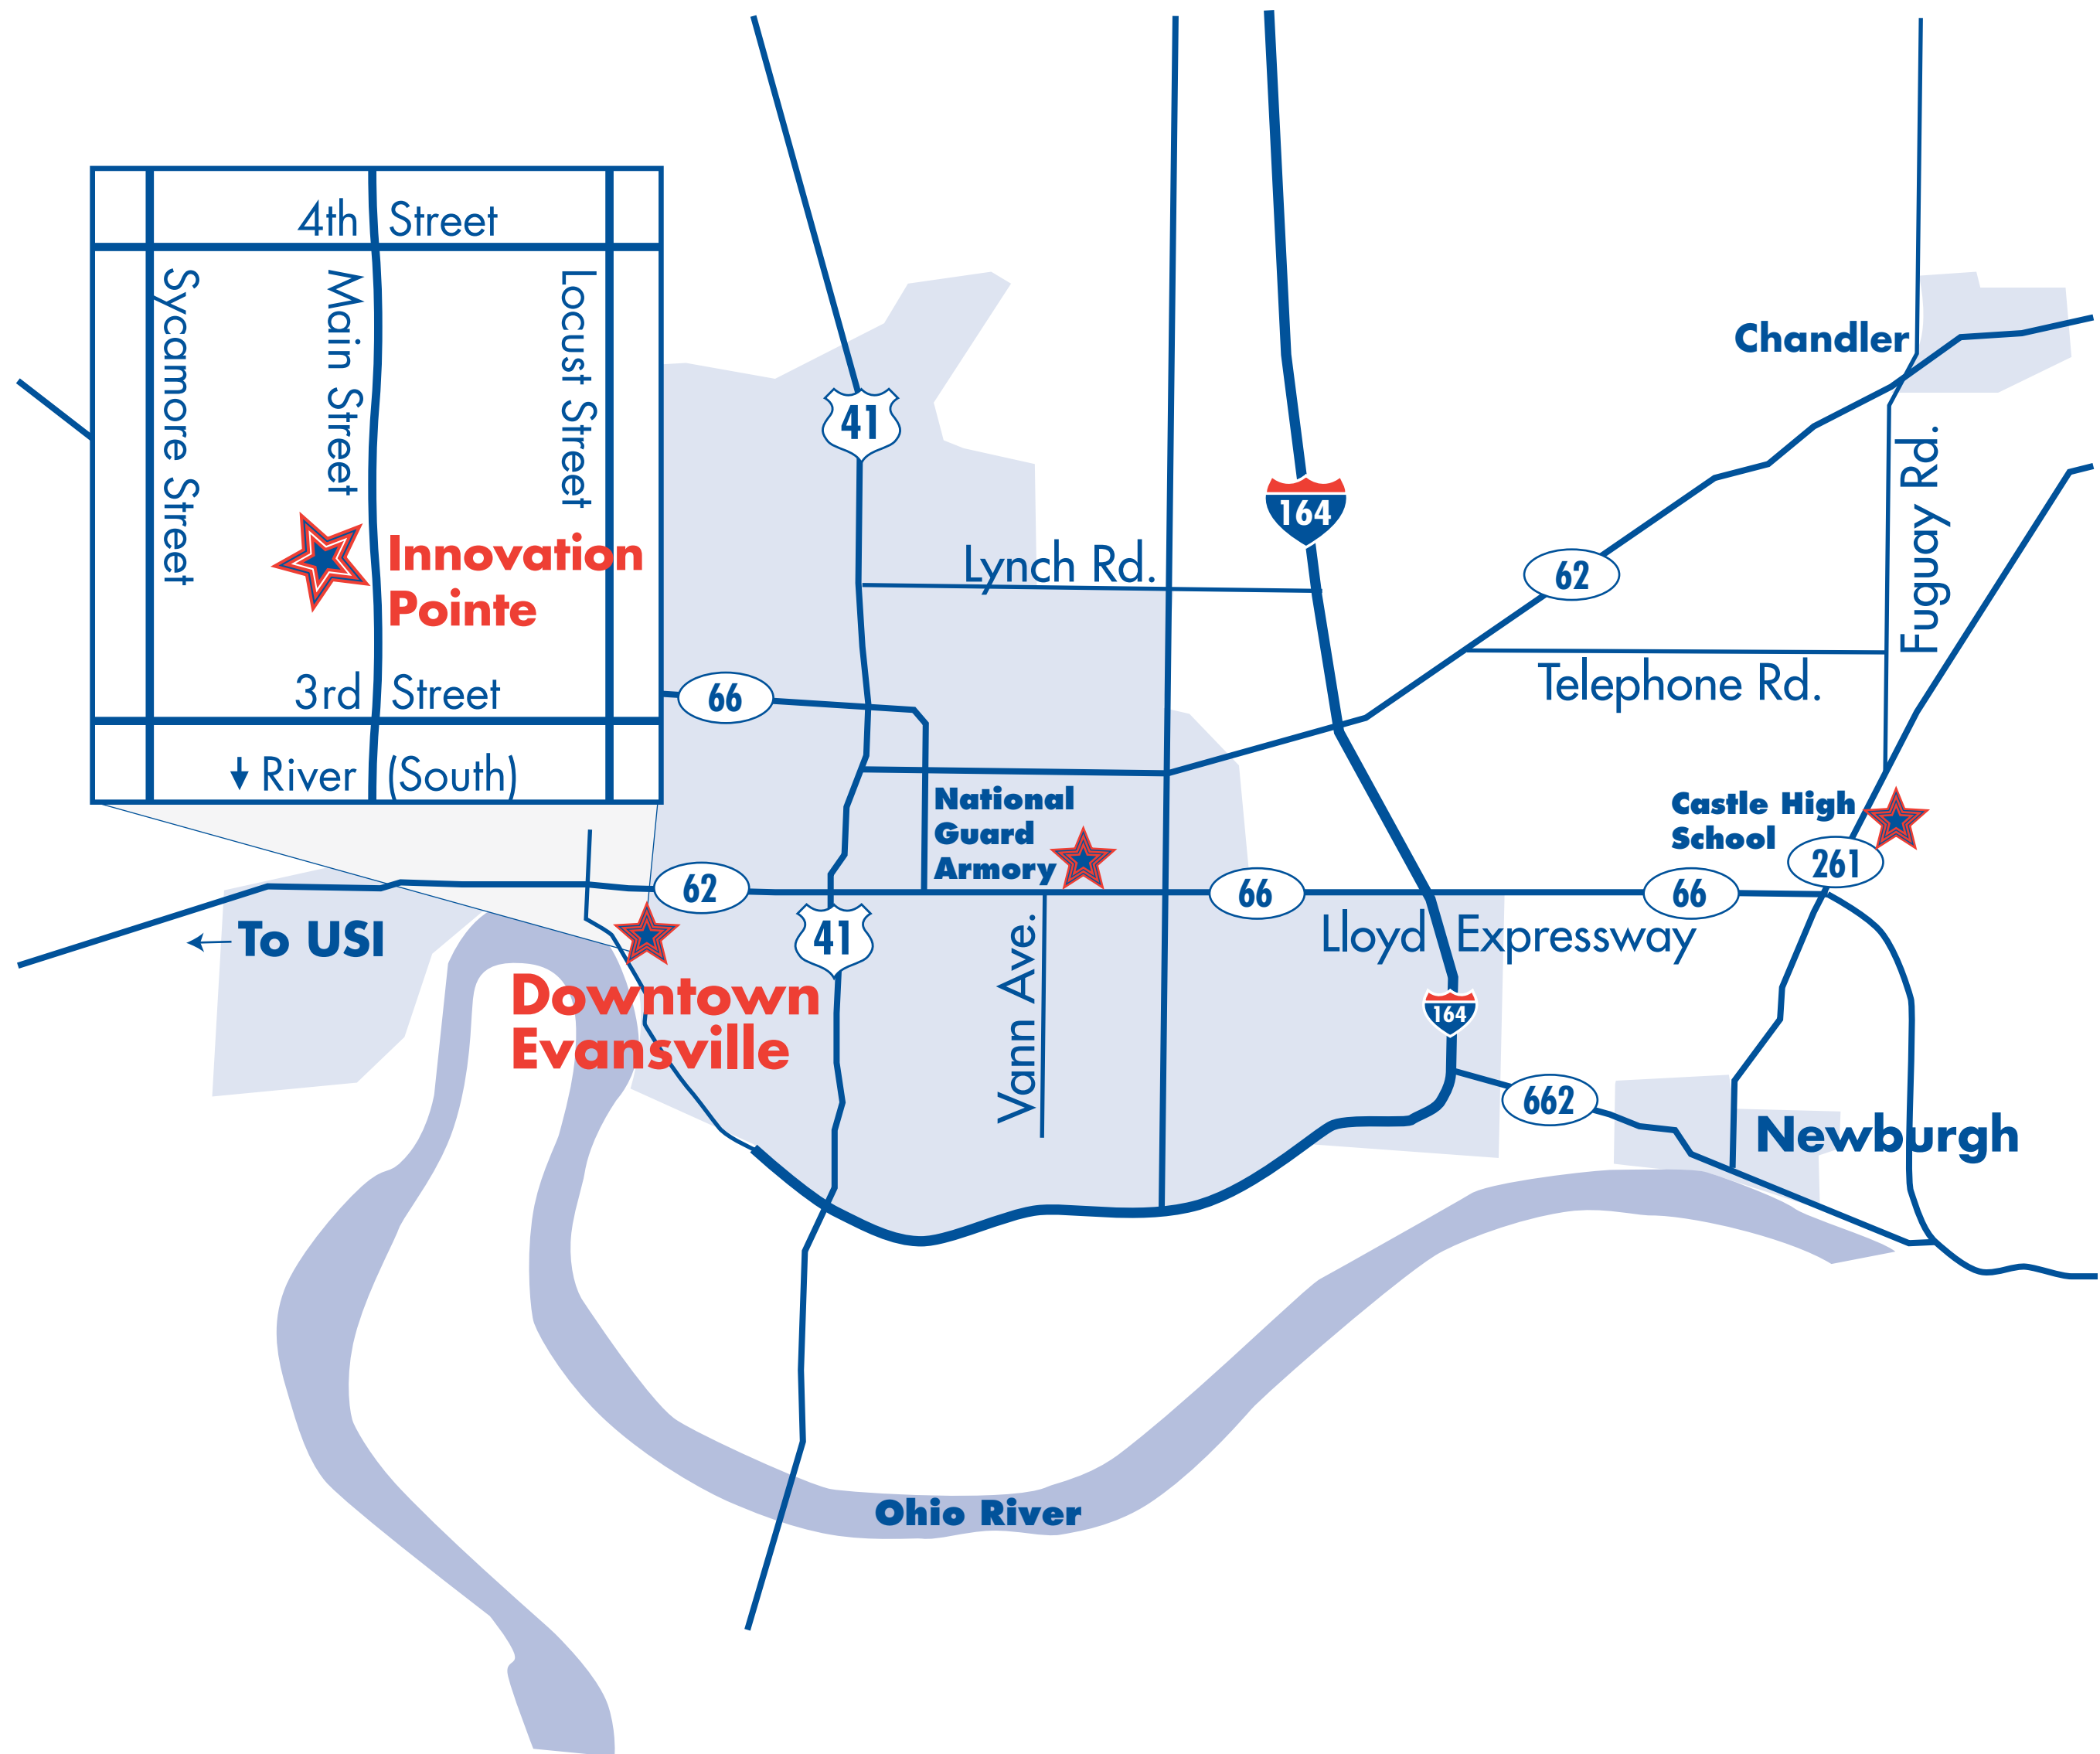 4th Street
Sycamore Street
Main Street
Locust Street
Innovation
Pointe
3rd Street
River (South)
41
164
Chandler
Lynch Rd.
62
Fuguay Rd.
Telephone Rd.
66
National
Guard
Armory
Castle High
School
261
62
66
66
To USI
41
Lloyd Expressway
Vann Ave.
Downtown
Evansville
164
662
Newburgh
Ohio River